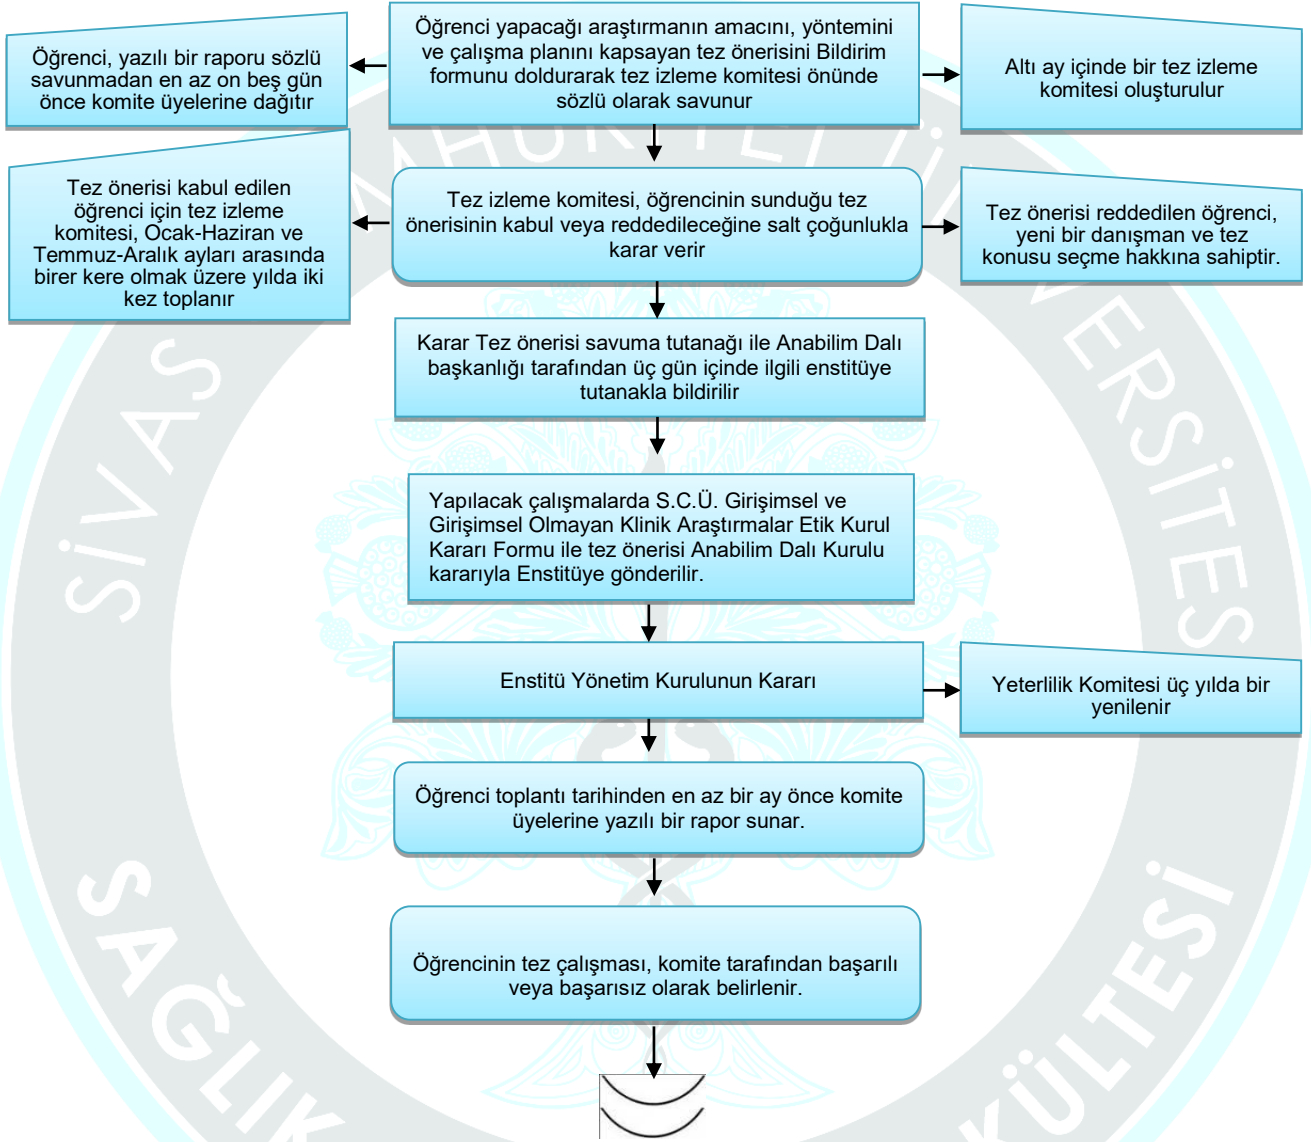 Öğrenci yapacağı araştırmanın amacını, yöntemini
ve çalışma planını kapsayan tez önerisini Bildirim
formunu doldurarak tez izleme komitesi önünde
sözlü olarak savunur
Öğrenci, yazılı bir raporu sözlü
savunmadan en az on beş gün
önce komite üyelerine dağıtır
Altı ay içinde bir tez izleme
komitesi oluşturulur
Tez önerisi kabul edilen
öğrenci için tez izleme
komitesi, Ocak-Haziran ve
Temmuz-Aralık ayları arasında
birer kere olmak üzere yılda iki
kez toplanır
Tez izleme komitesi, öğrencinin sunduğu tez
önerisinin kabul veya reddedileceğine salt çoğunlukla
karar verir
Tez önerisi reddedilen öğrenci,
yeni bir danışman ve tez
konusu seçme hakkına sahiptir.
Karar Tez önerisi savuma tutanağı ile Anabilim Dalı
başkanlığı tarafından üç gün içinde ilgili enstitüye
tutanakla bildirilir
Yapılacak çalışmalarda S.C.Ü. Girişimsel ve
Girişimsel Olmayan Klinik Araştırmalar Etik Kurul
Kararı Formu ile tez önerisi Anabilim Dalı Kurulu
kararıyla Enstitüye gönderilir.
Enstitü Yönetim Kurulunun Kararı
Yeterlilik Komitesi üç yılda bir
yenilenir
Öğrenci toplantı tarihinden en az bir ay önce komite
üyelerine yazılı bir rapor sunar.
Öğrencinin tez çalışması, komite tarafından başarılı
veya başarısız olarak belirlenir.
SİVAS
SAĞLIK